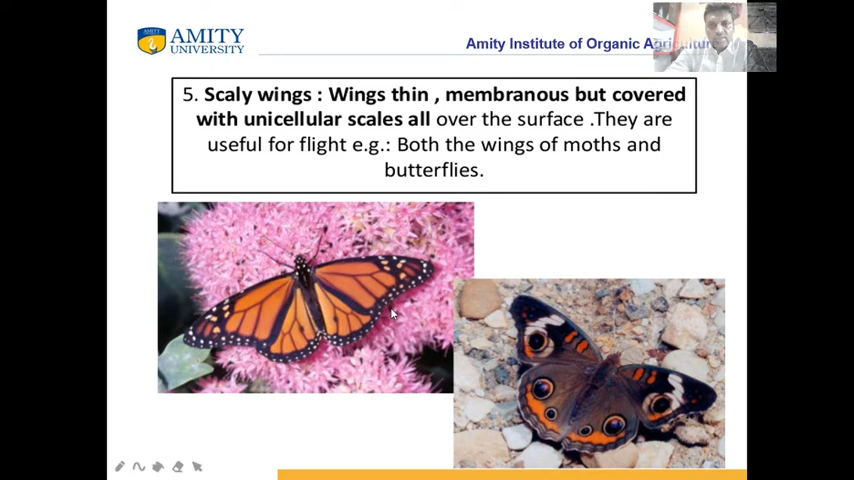 AMITY
UNIVERSITY
Amity Institute of Organic Agricultur
5. Scaly wings : Wings thin , membranous but covered
with unicellular scales all over the surface .They are
useful for flight e.g.: Both the wings of moths and
butterflies.